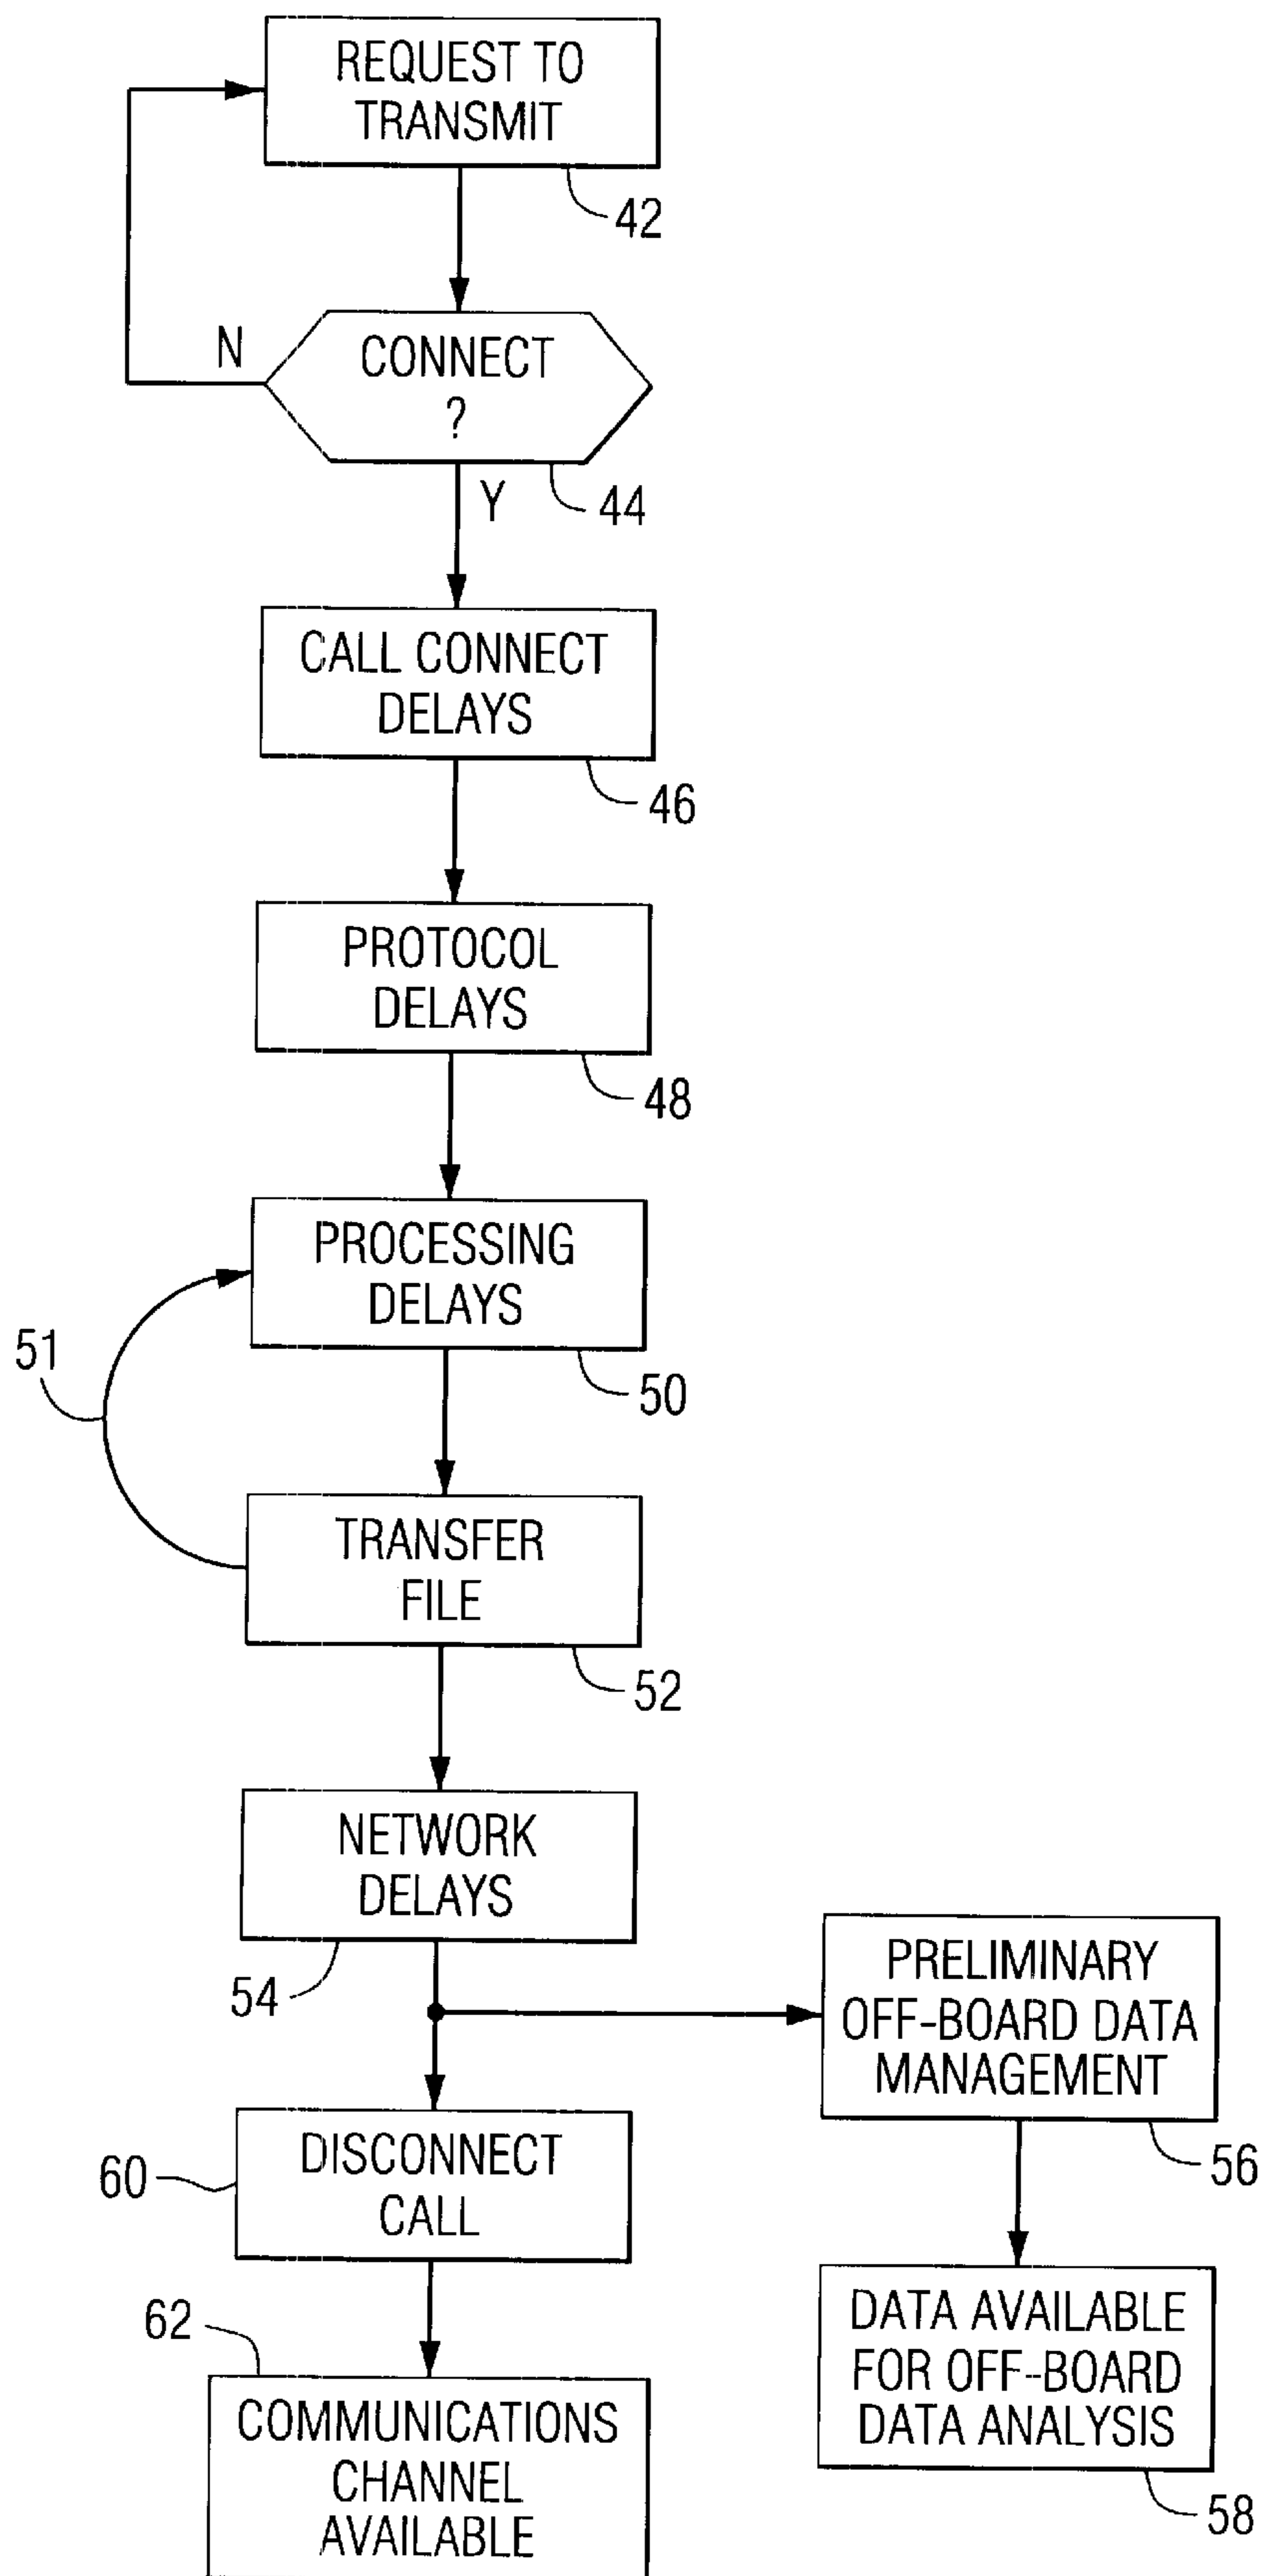 REQUEST TO
TRANSMIT
42
N
CONNECT
?
Y
44
CALL CONNECT
DELAYS
46
PROTOCOL
DELAYS
48
PROCESSING
DELAYS
51
50
TRANSFER
FILE
52
NETWORK
DELAYS
54
PRELIMINARY
OFF-BOARD DATA
MANAGEMENT
56
60
DISCONNECT
CALL
62
COMMUNICATIONS
CHANNEL
AVAILABLE
DATA AVAILABLE
FOR OFF-BOARD
DATA ANALYSIS
58